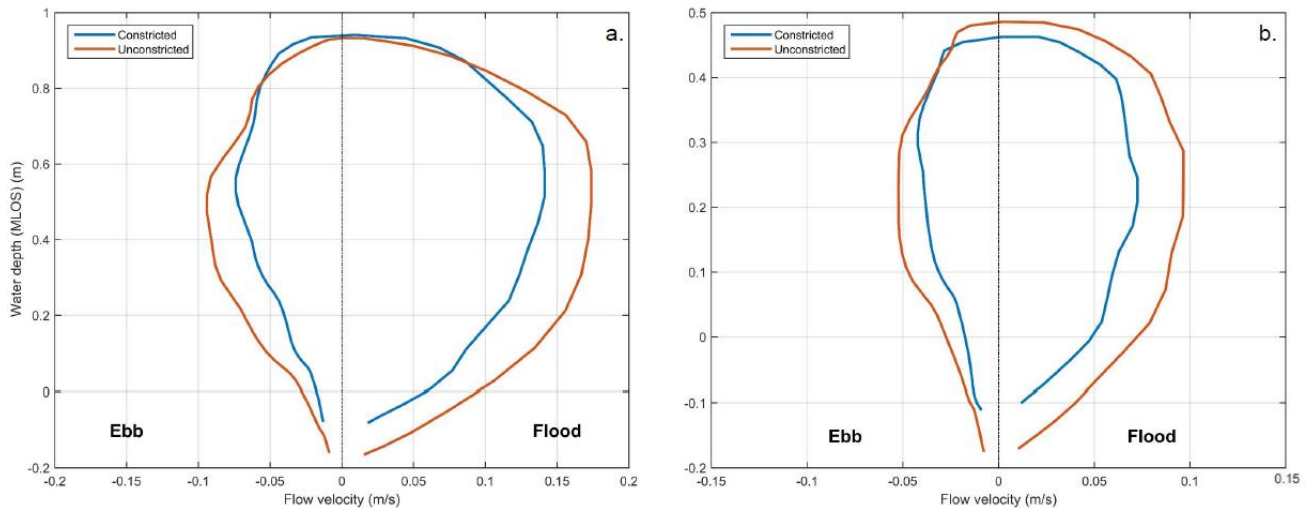 a.
Constricted
Unconstricted
Water depth (MLOS) (m)
1
0.8
0.6
0.4
0.2
0
-0.2
Ebb
Flood
-0.2 -0.15 -0.1 -0.05 0 0.05 0.1 0.15 0.2
Flow velocity (m/s)
b.
Constricted
Unconstricted
0.5
0.4
0.3
0.2
0.1
0
-0.1
-0.2
Ebb
Flood
-0.15 -0.1 -0.05 0 0.05 0.1 0.15
Flow velocity (m/s)